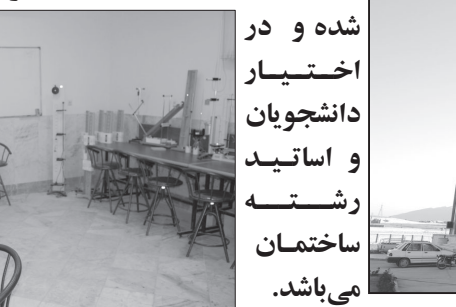 شده و در
اختیار
دانشجویان
و اساتید
رشته
ساختمان
می‌باشد.